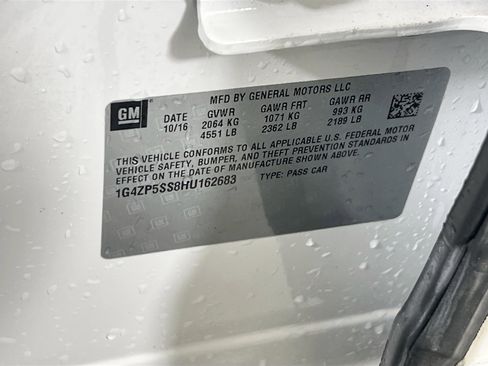 MFD BY GENERAL MOTORS LLC
GM DATE GVWR GAWR FRT GAWR RR
10/16 2064 KG 1071 KG 993 KG
4551 LB 2362 LB 2189 LB
THIS VEHICLE CONFORMS TO ALL APPLICABLE U.S. FEDERAL MOTOR
VEHICLE SAFETY, BUMPER, AND THEFT PREVENTION STANDARDS IN
EFFECT ON THE DATE OF MANUFACTURE SHOWN ABOVE.
1G4ZP5SS8HU162683 TYPE: PASS CAR